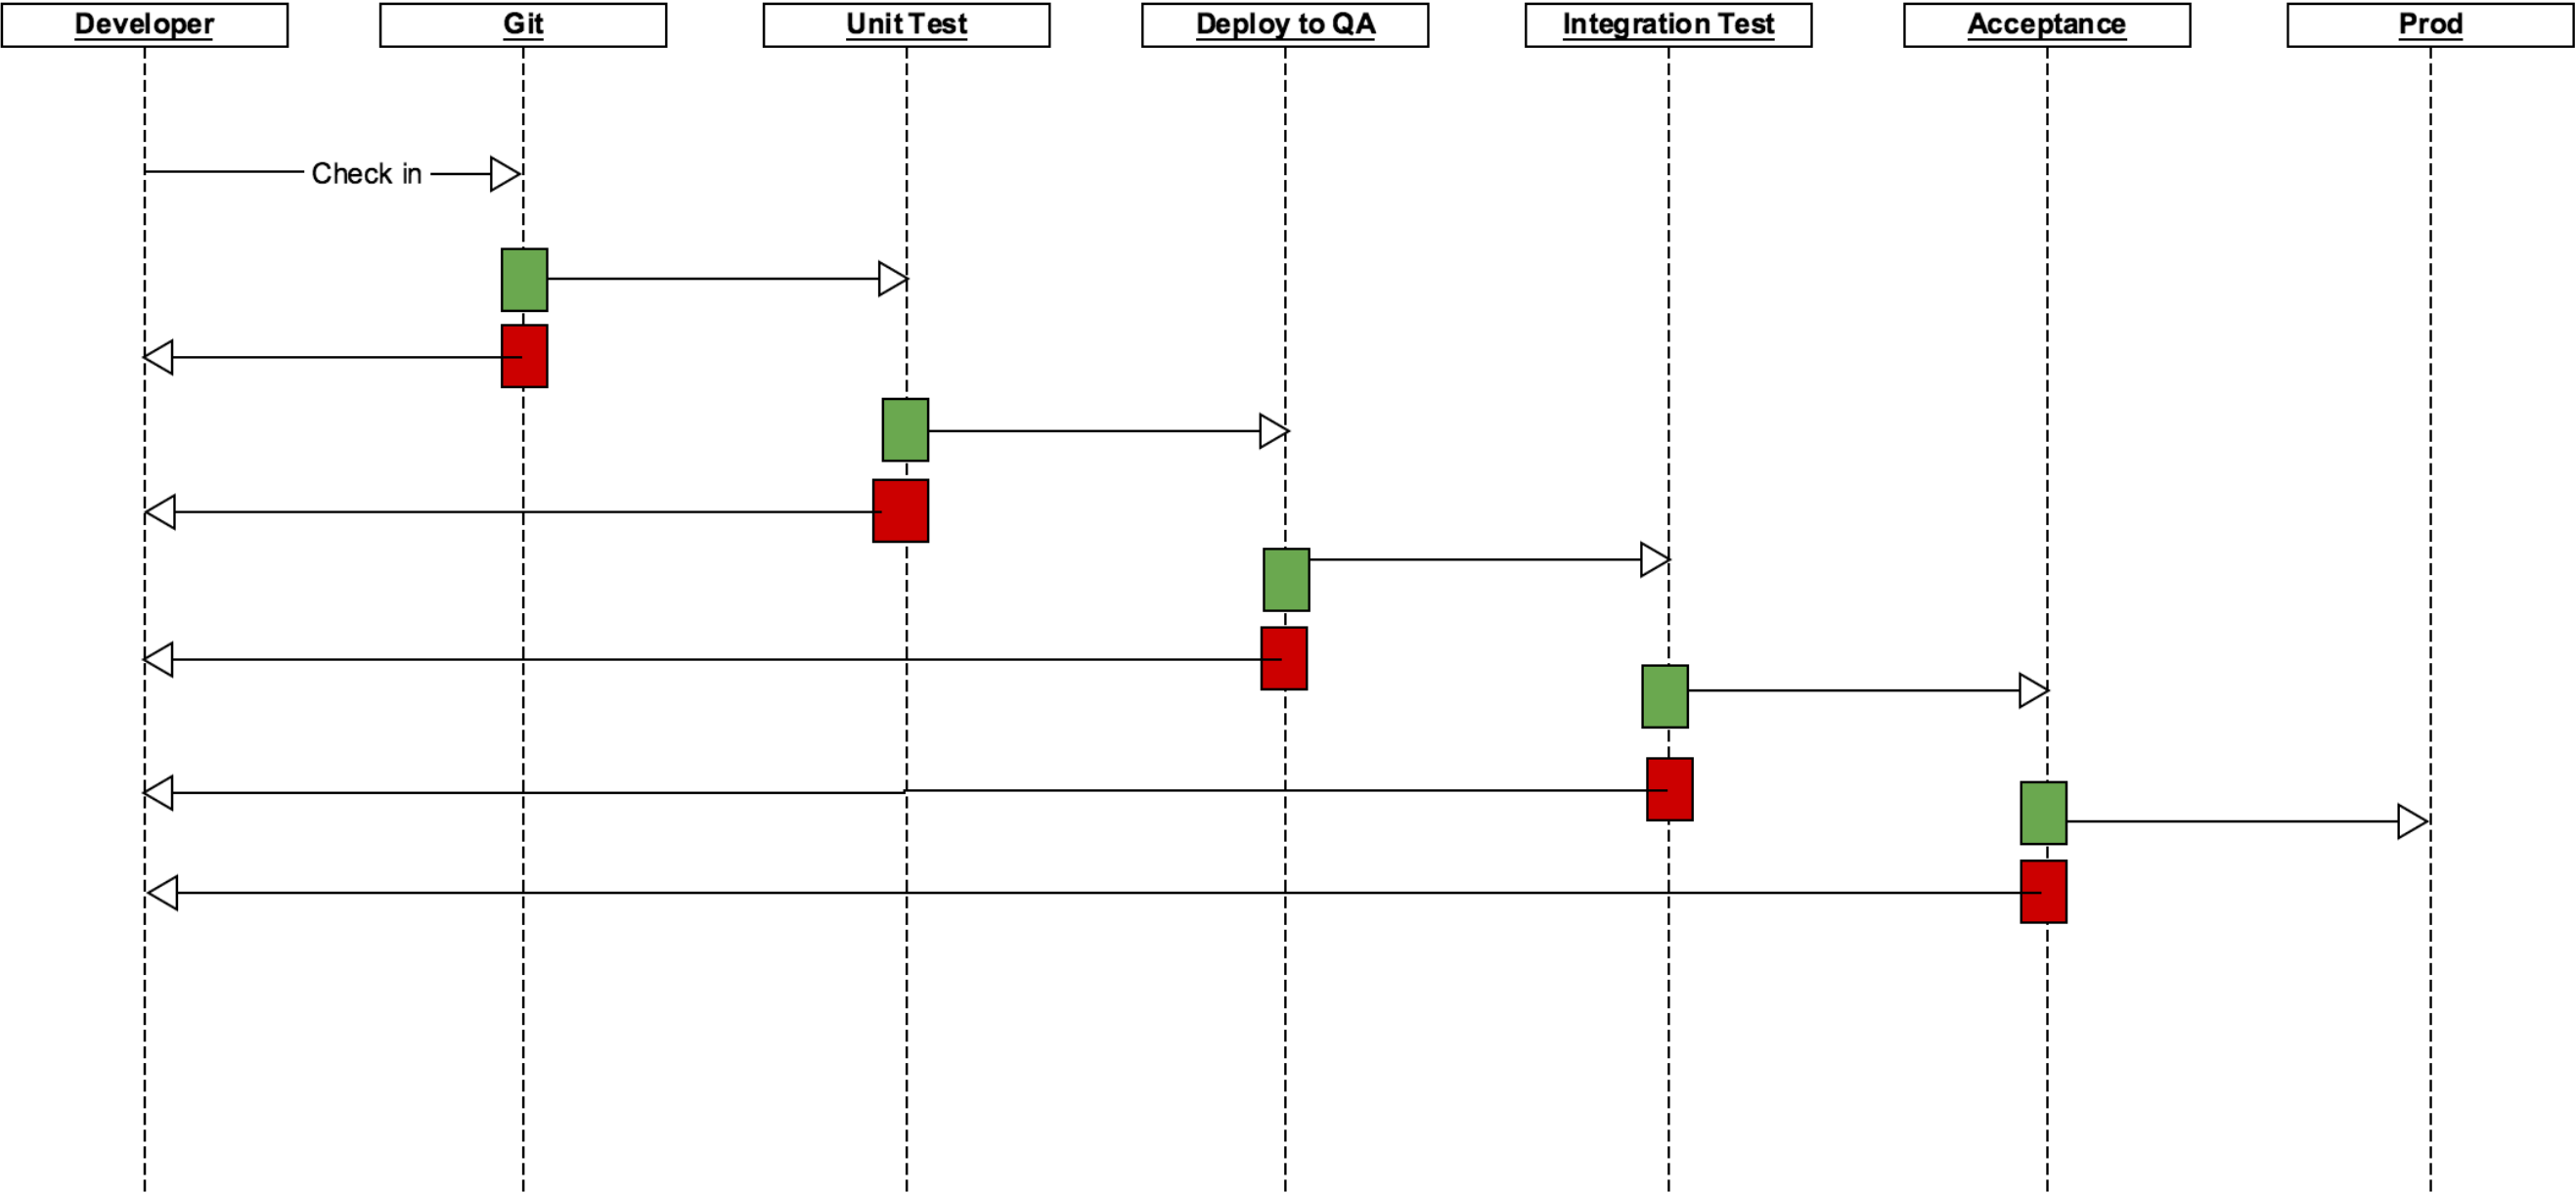 Developer
Git
Unit Test
Deploy to QA
Integration Test
Acceptance
Prod
Check in